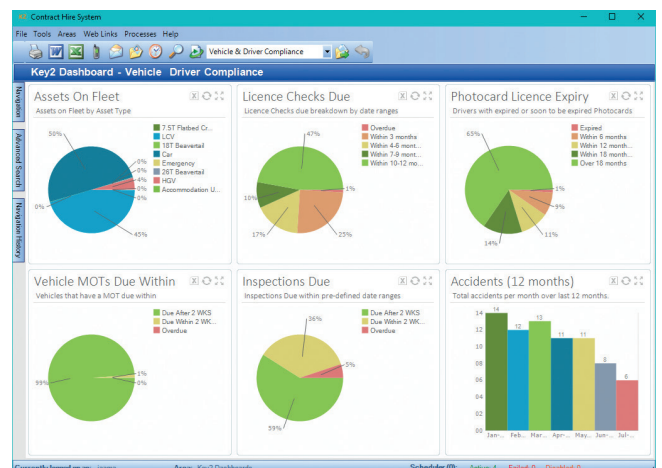 Contract Hire System
File Tools Areas Web Links Processes Help
Vehicle & Driver Compliance
Key2 Dashboard - Vehicle Driver Compliance
Navigation
Advanced Search
Navigation History
Assets On Fleet
Assets on Fleet by Asset Type
7.5T Flatbed Cr...
LCV
18T Beavertail
Car
Emergency
26T Beavertail
HGV
Accommodation U...
50%
0%
0%
4%
0%
0%
0%
45%
Licence Checks Due
Licence Checks due breakdown by date ranges
Overdue
Within 3 months
Within 4-6 mont...
Within 7-9 mont...
Within 10-12 mo...
47%
1%
10%
17%
25%
Photocard Licence Expiry
Drivers with expired or soon to be expired Photocards
Expired
Within 6 months
Within 12 month...
Within 18 month...
Over 18 months
65%
1%
9%
11%
14%
Vehicle MOTs Due Within
Vehicles that have a MOT due within
Due After 2 WKS
Due Within 2 WK...
Overdue
99%
1%
0%
Inspections Due
Inspections Due within pre-defined date ranges
Due After 2 WKS
Due Within 2 WK...
Overdue
36%
5%
59%
Accidents (12 months)
Total accidents per month over last 12 months.
14
12
10
08
06
04
02
00
14
12
13
11
11
8
6
Jan-... Feb... Mar... Apr-... May... Jun-... Jul-...